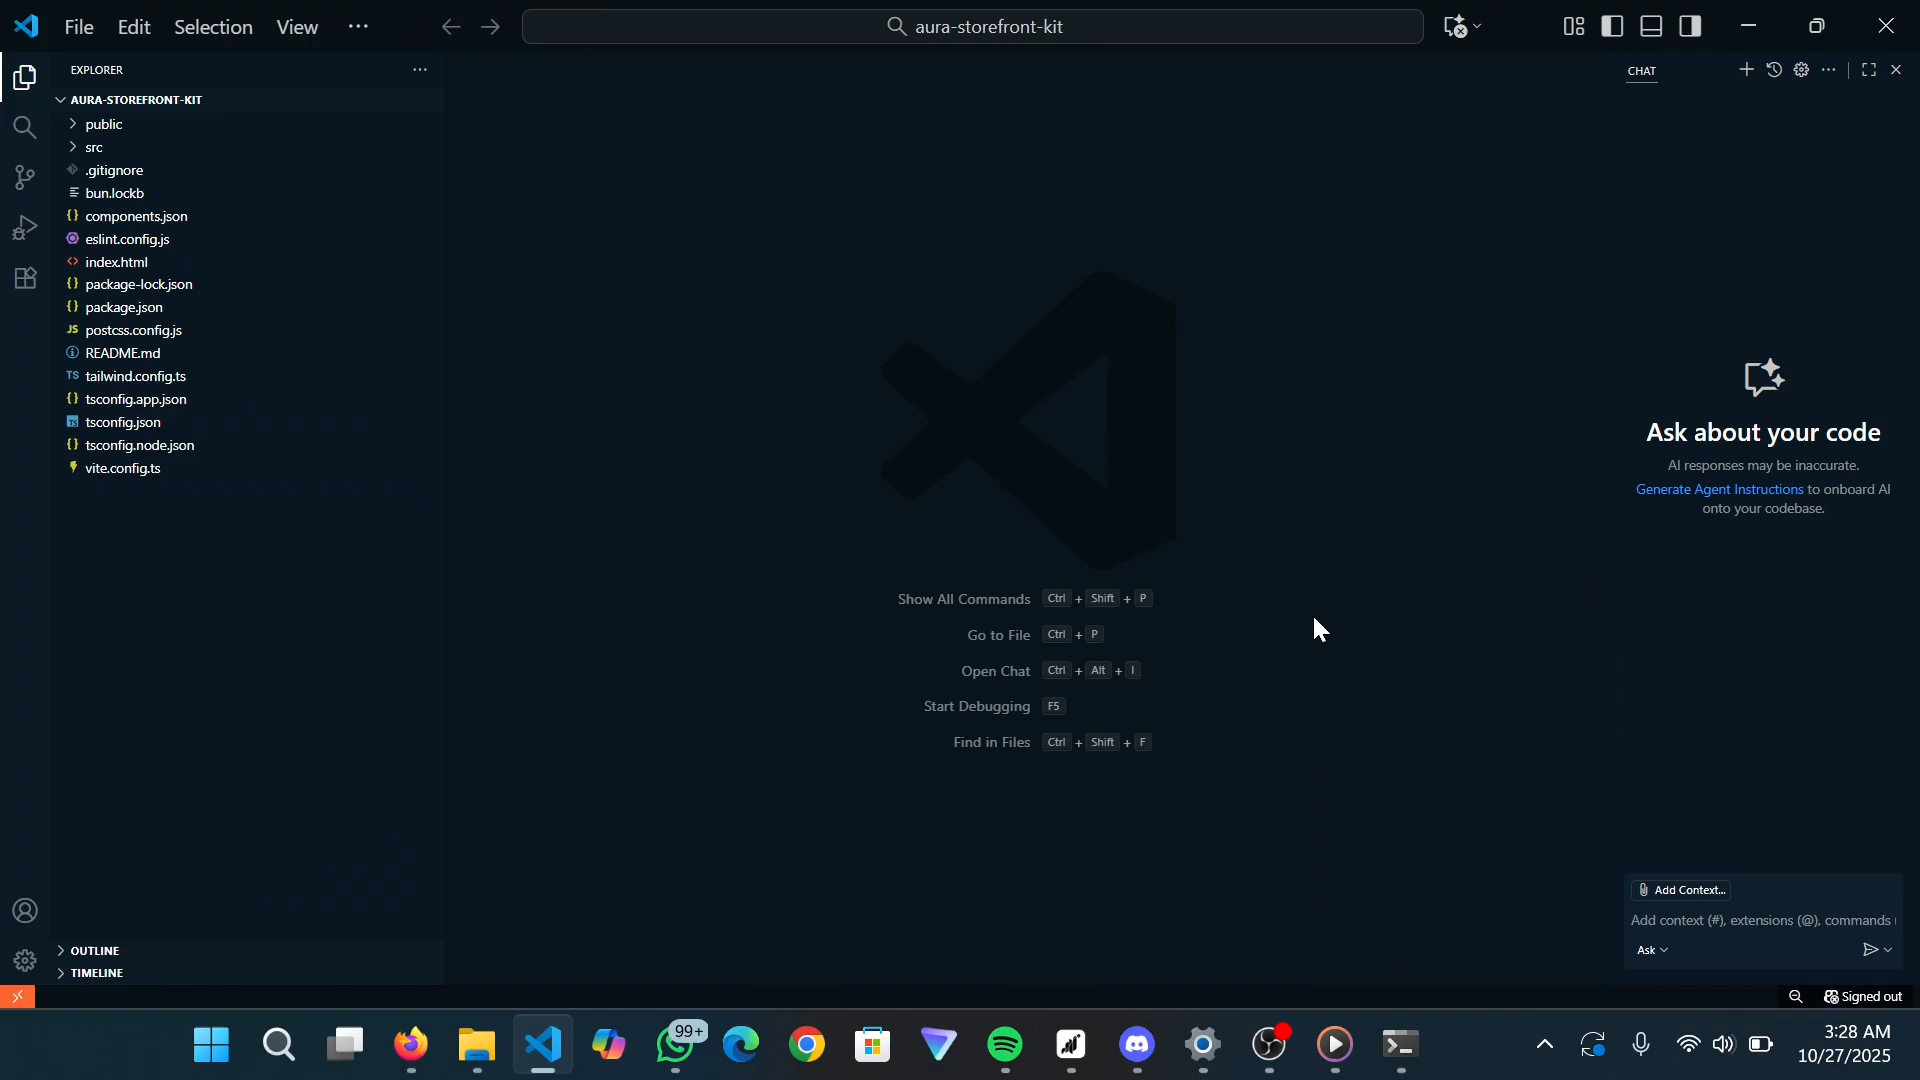 File Edit Selection View ···
aura-storefront-kit
EXPLORER
AURA-STOREFRONT-KIT
public
src
.gitignore
bun.lockb
components.json
eslint.config.js
index.html
package-lock.json
package.json
postcss.config.js
README.md
tailwind.config.ts
tsconfig.app.json
tsconfig.json
tsconfig.node.json
vite.config.ts
OUTLINE
TIMELINE
Show All Commands Ctrl + Shift + P
Go to File Ctrl + P
Open Chat Ctrl + Alt + I
Start Debugging F5
Find in Files Ctrl + Shift + F
CHAT
Ask about your code
AI responses may be inaccurate.
Generate Agent Instructions to onboard AI
onto your codebase.
Add Context...
Add context (#), extensions (@), commands
Ask
Signed out
99+
3:28 AM
10/27/2025